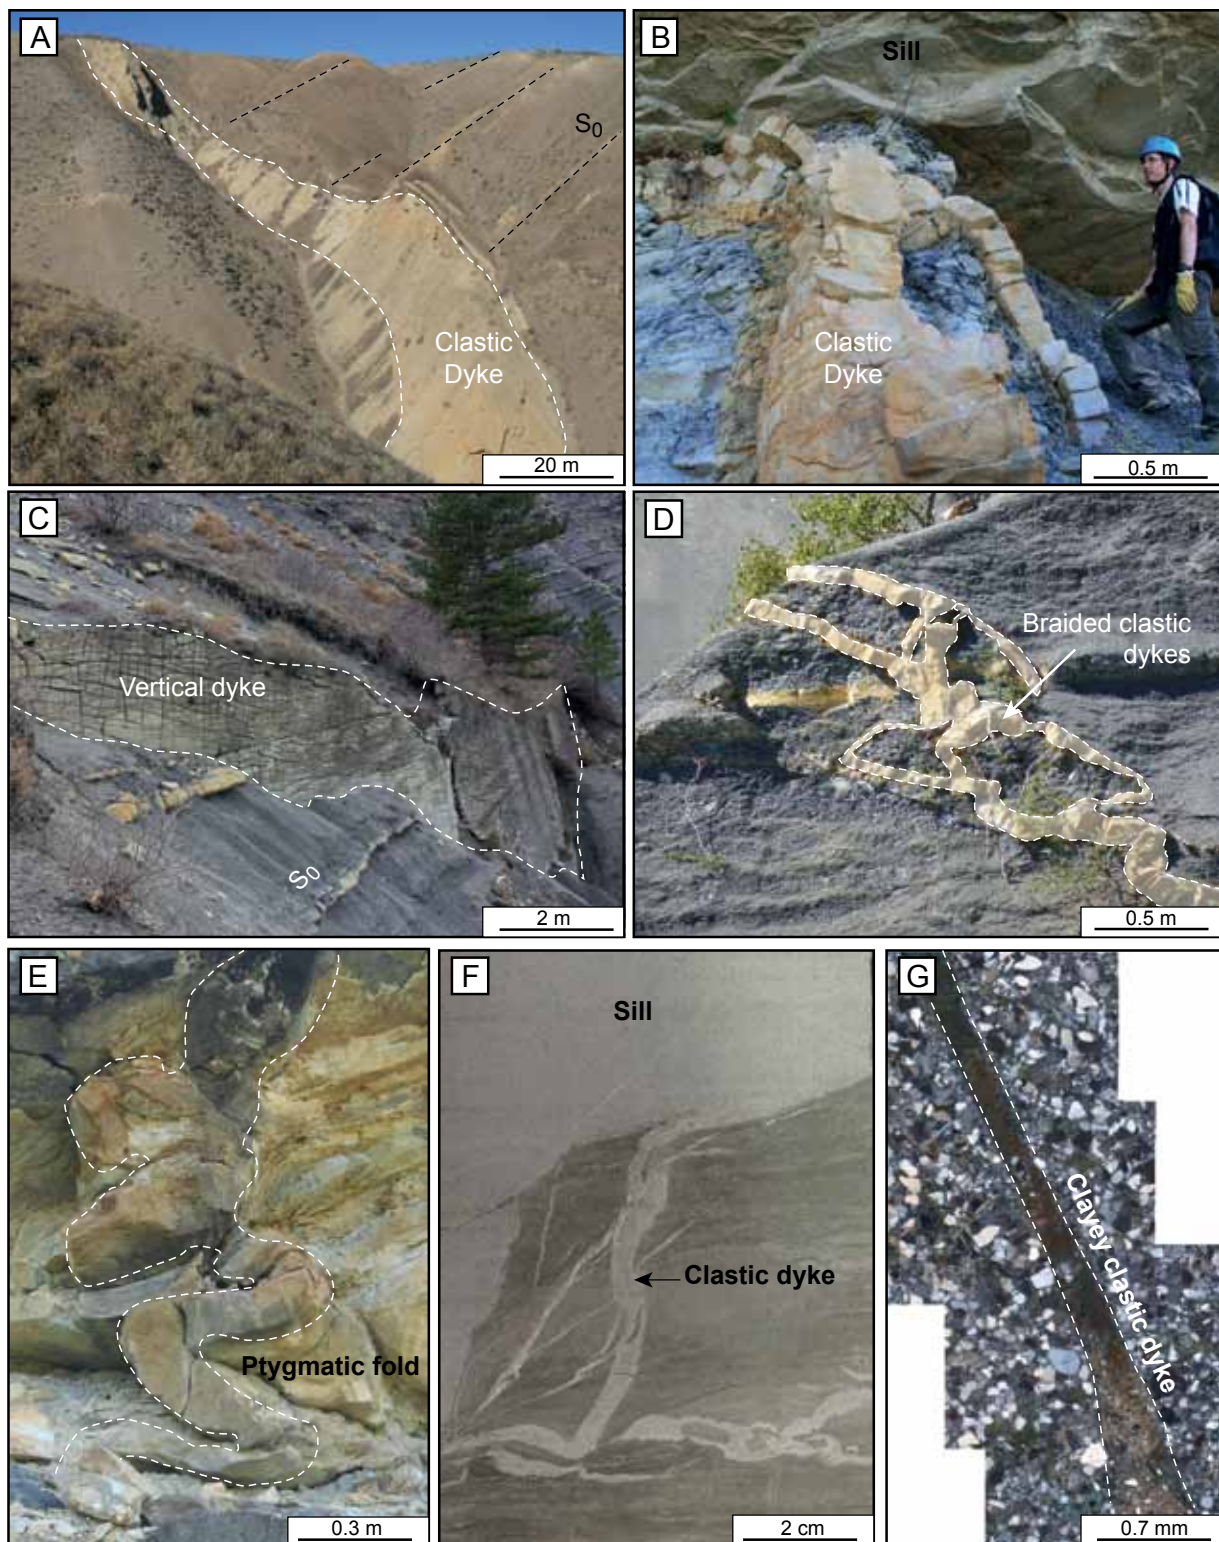 A
S0
Clastic
Dyke
20 m
B
Sill
Clastic
Dyke
0.5 m
C
Vertical dyke
S0
2 m
D
Braided clastic
dykes
0.5 m
E
Ptygmatic fold
0.3 m
F
Sill
Clastic dyke
2 cm
G
Clayey clastic dyke
0.7 mm